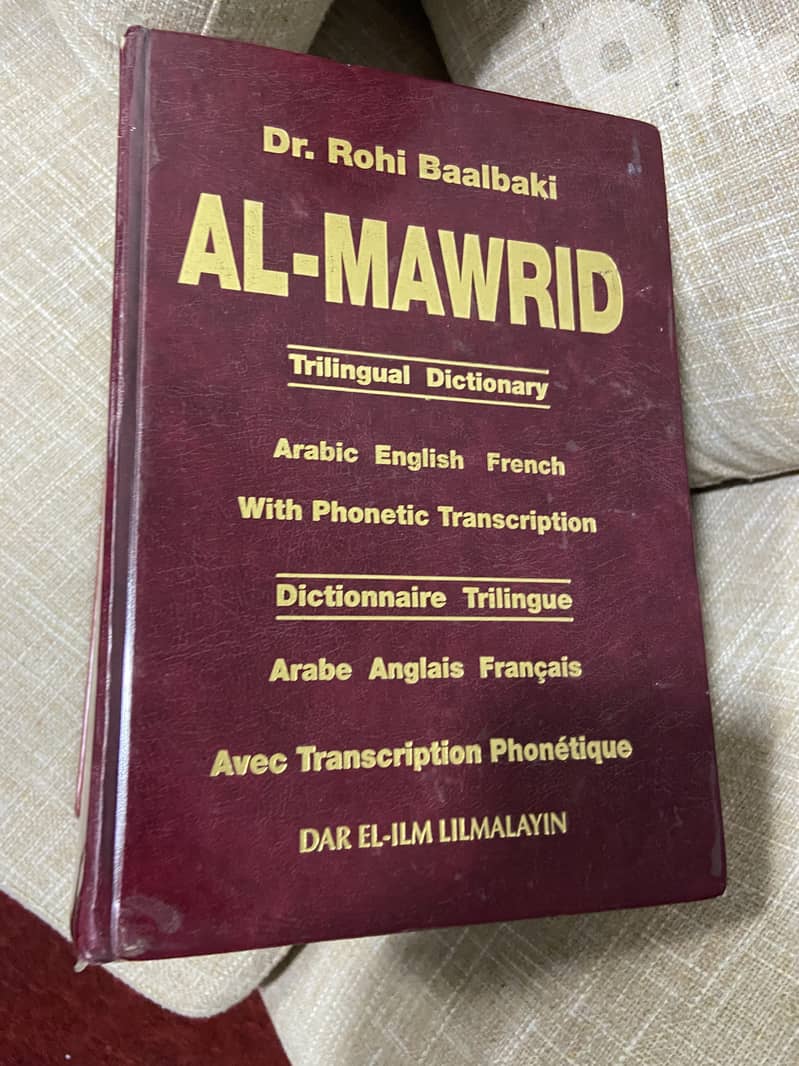 Dr. Rohi Baalbaki
AL-MAWRID
Trilingual Dictionary
Arabic English French
With Phonetic Transcription
Dictionnaire Trilingue
Arabe Anglais Français
Avec Transcription Phonétique
DAR EL-ILM LILMALAYIN